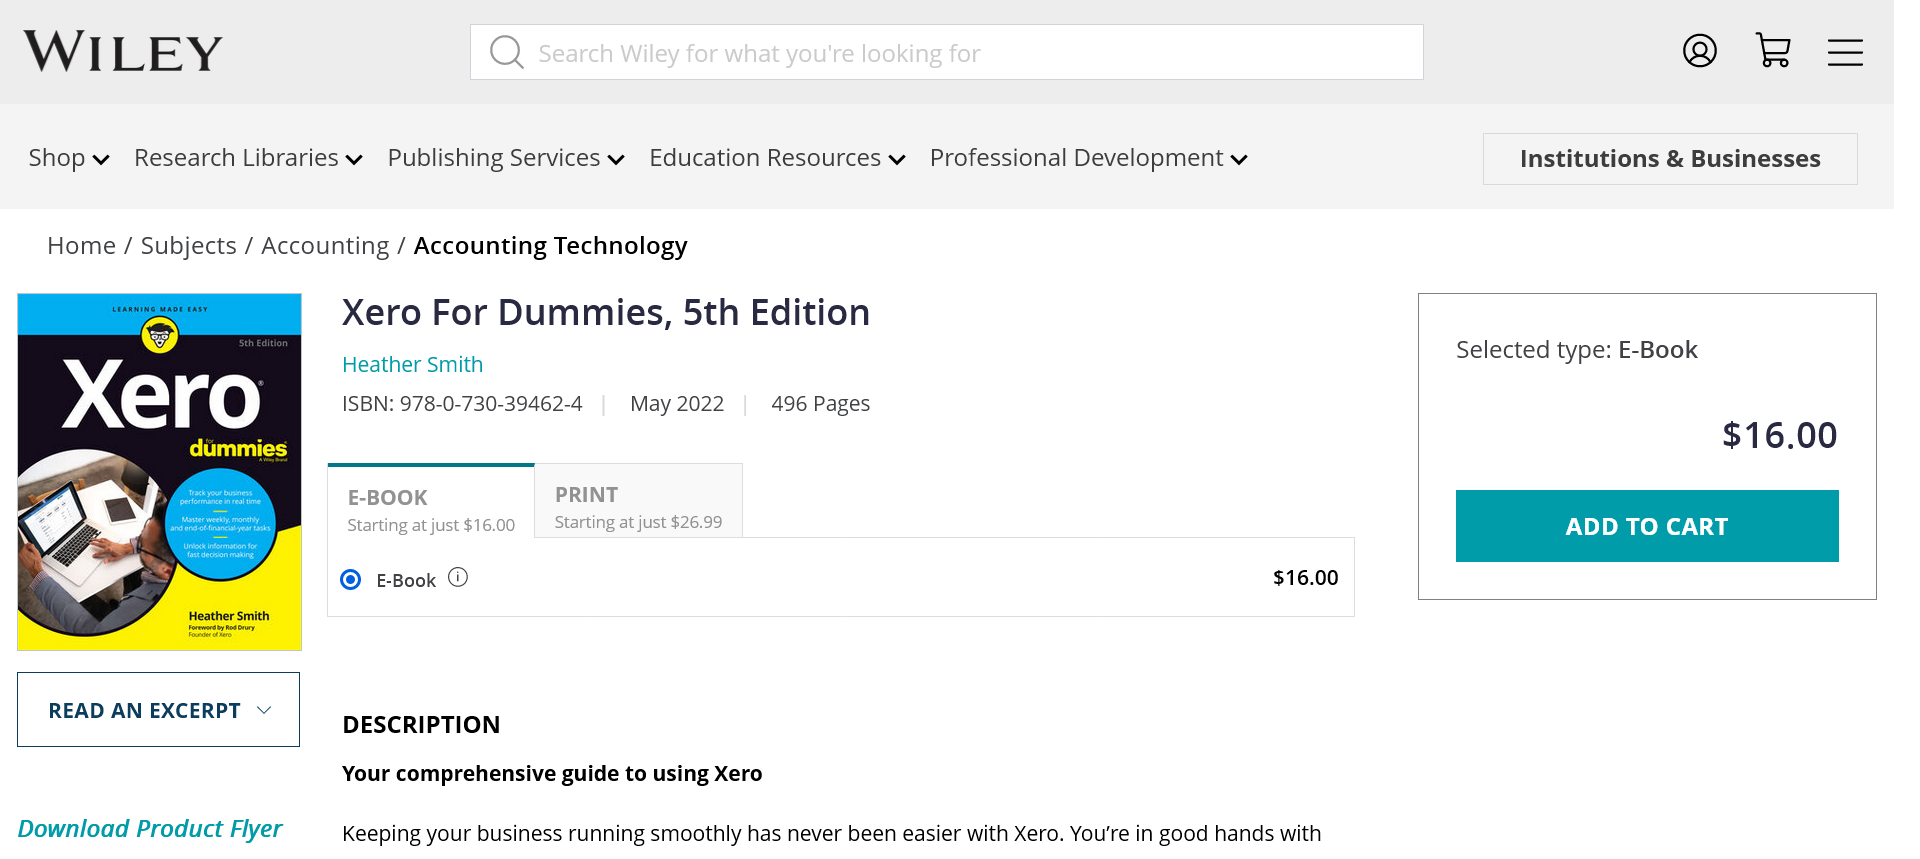 WILEY
Search Wiley for what you're looking for
Shop
Research Libraries
Publishing Services
Education Resources
Professional Development
Institutions & Businesses
Home / Subjects / Accounting / Accounting Technology
LEARNING MADE EASY
5th Edition
Xero®
for
dummies
A Wiley Brand
Track your business
performance in real time
Master weekly, monthly
and end-of-financial-year tasks
Unlock information for
fast decision making
Heather Smith
Foreword by Rod Drury
Founder of Xero
READ AN EXCERPT
Download Product Flyer
Xero For Dummies, 5th Edition
Heather Smith
ISBN: 978-0-730-39462-4 | May 2022 | 496 Pages
E-BOOK
Starting at just $16.00
PRINT
Starting at just $26.99
E-Book
$16.00
DESCRIPTION
Your comprehensive guide to using Xero
Keeping your business running smoothly has never been easier with Xero. You’re in good hands with
Selected type: E-Book
$16.00
ADD TO CART